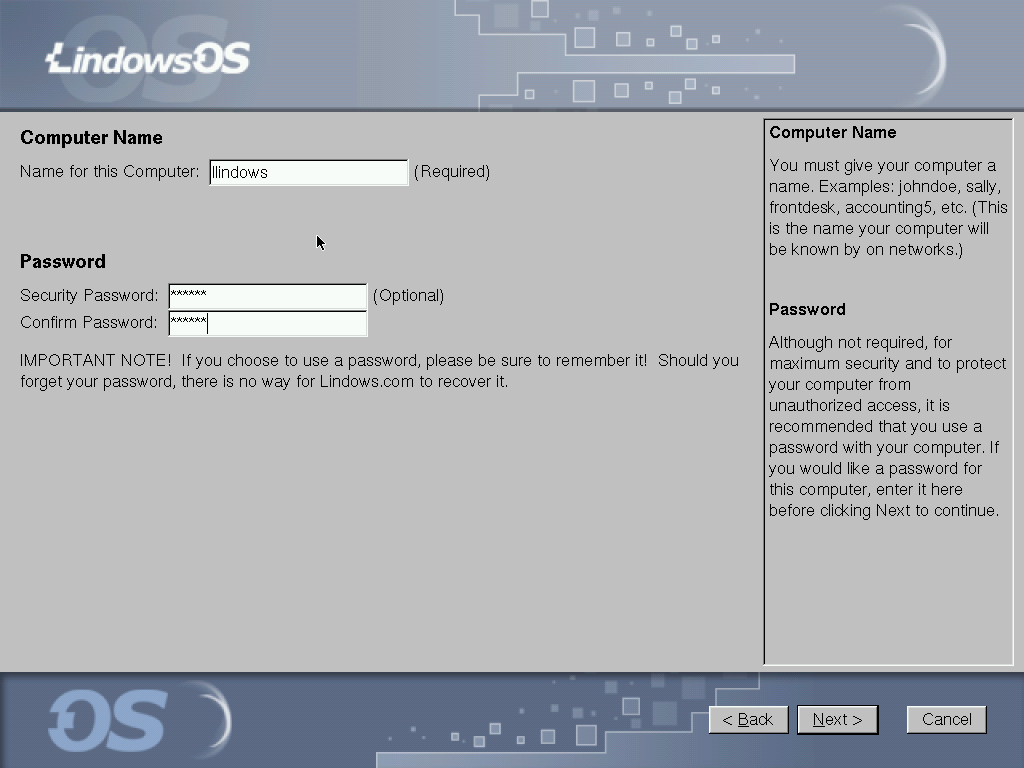 LindowsOS
Computer Name
Name for this Computer: llindows (Required)
Password
Security Password: ****** (Optional)
Confirm Password: ******
IMPORTANT NOTE! If you choose to use a password, please be sure to remember it! Should you
forget your password, there is no way for Lindows.com to recover it.
Computer Name
You must give your computer a
name. Examples: johndoe, sally,
frontdesk, accounting5, etc. (This
is the name your computer will
be known by on networks.)
Password
Although not required, for
maximum security and to protect
your computer from
unauthorized access, it is
recommended that you use a
password with your computer. If
you would like a password for
this computer, enter it here
before clicking Next to continue.
OS
< Back Next > Cancel